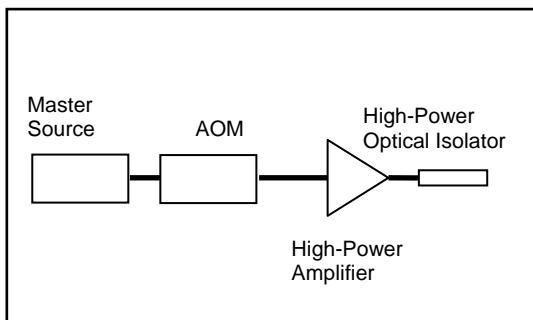 Master
Source
AOM
High-Power
Optical Isolator
High-Power
Amplifier